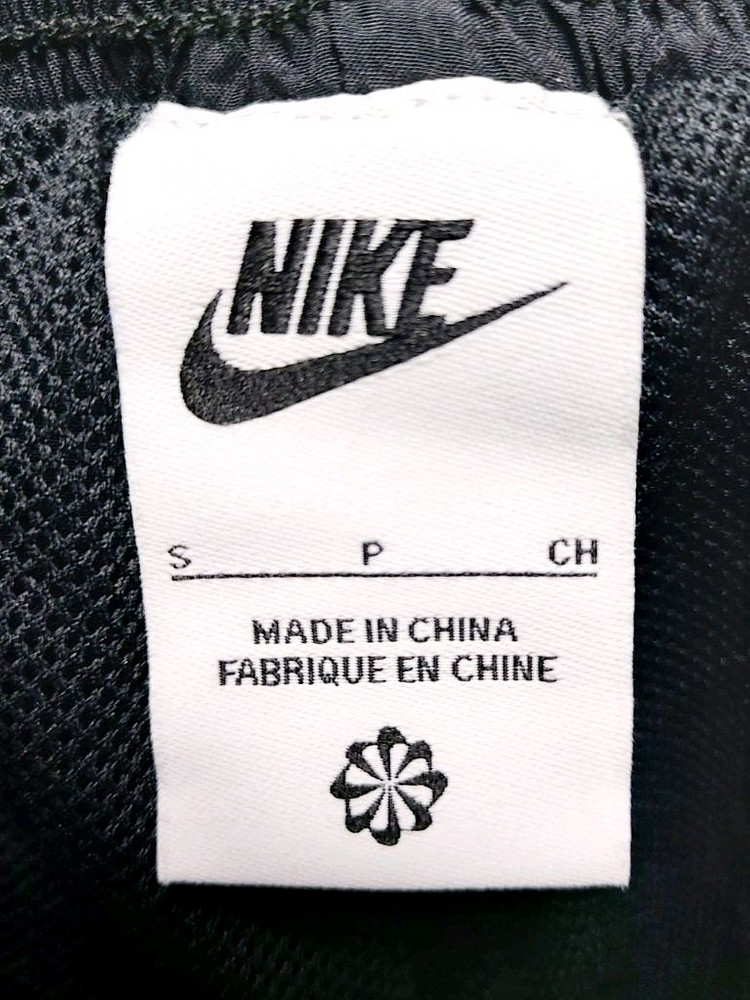 NIKE
S P CH
MADE IN CHINA
FABRIQUE EN CHINE